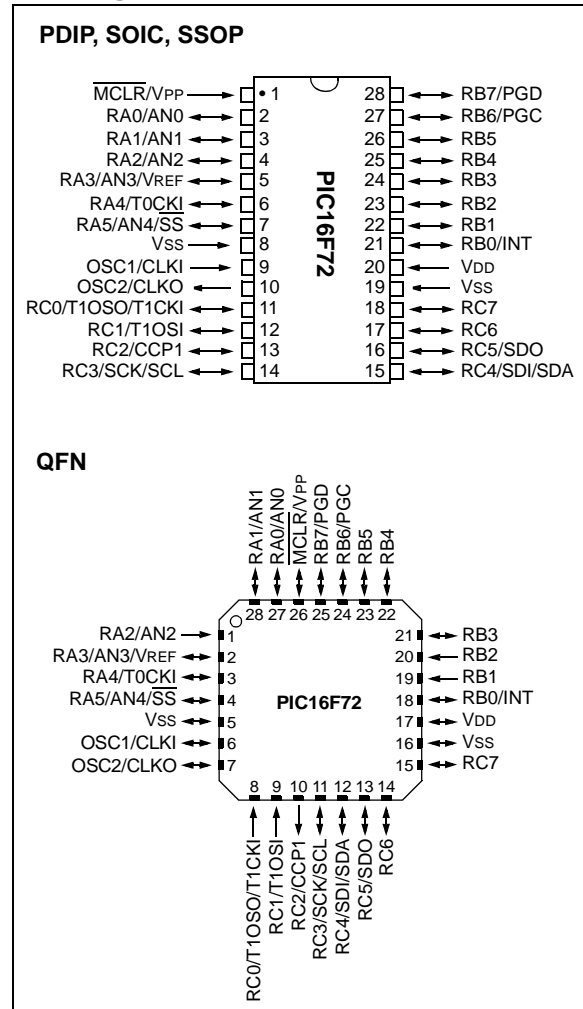 PDIP, SOIC, SSOP
MCLR/VPP 1 28 RB7/PGD
RA0/AN0 2 27 RB6/PGC
RA1/AN1 3 26 RB5
RA2/AN2 4 25 RB4
RA3/AN3/VREF 5 24 RB3
RA4/T0CKI 6 23 RB2
RA5/AN4/SS 7 22 RB1
VSS 8 21 RB0/INT
OSC1/CLKI 9 20 VDD
OSC2/CLKO 10 19 VSS
RC0/T1OSO/T1CKI 11 18 RC7
RC1/T1OSI 12 17 RC6
RC2/CCP1 13 16 RC5/SDO
RC3/SCK/SCL 14 15 RC4/SDI/SDA
PIC16F72
QFN
RA1/AN1
RA0/AN0
MCLR/VPP
RB7/PGD
RB6/PGC
RB5
RB4
28 27 26 25 24 23 22
RA2/AN2 1 21 RB3
RA3/AN3/VREF 2 20 RB2
RA4/T0CKI 3 19 RB1
RA5/AN4/SS 4 PIC16F72 18 RB0/INT
VSS 5 17 VDD
OSC1/CLKI 6 16 VSS
OSC2/CLKO 7 15 RC7
8 9 10 11 12 13 14
RC0/T1OSO/T1CKI
RC1/T1OSI
RC2/CCP1
RC3/SCK/SCL
RC4/SDI/SDA
RC5/SDO
RC6